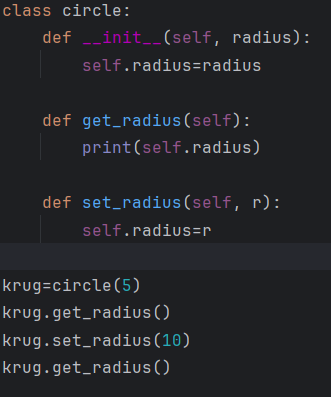 class circle:
    def __init__(self, radius):
        self.radius=radius

    def get_radius(self):
        print(self.radius)

    def set_radius(self, r):
        self.radius=r

krug=circle(5)
krug.get_radius()
krug.set_radius(10)
krug.get_radius()